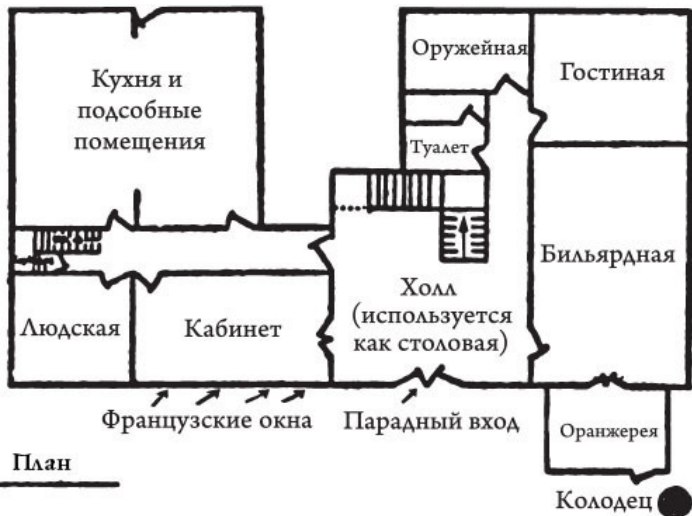 Кухня и
подсобные
помещения
Оружейная
Гостиная
Туалет
Бильярдная
Людская
Кабинет
Холл
(используется
как столовая)
Французские окна
Парадный вход
Оранжерея
План
Колодец